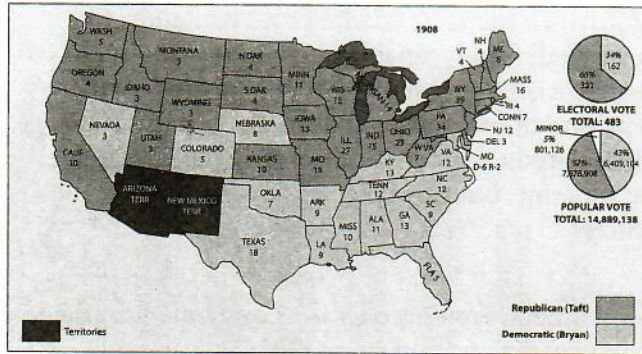 1908
WASH
5
OREGON
4
CALIF
10
NEVADA
3
IDAHO
3
MONTANA
3
WYOMING
3
UTAH
3
COLORADO
5
ARIZONA
TERR
NEW MEXICO
TERR
N.DAK
4
S.DAK
4
NEBRASKA
8
KANSAS
10
OKLA
7
TEXAS
18
MINN
11
IOWA
13
MO
18
ARK
9
LA
9
WIS
13
ILL
27
IND
15
OHIO
23
KY
13
TENN
12
MISS
10
ALA
11
GA
13
FLA 5
SC
9
NC
12
VA
12
W VA
7
PA
34
NY
39
VT
4
NH
4
ME
6
MASS
16
RI 4
CONN 7
NJ 12
DEL 3
MD
D-6 R-2
34%
162
66%
321
ELECTORAL VOTE
TOTAL: 483
MINOR
5%
801,126
43%
6,409,104
52%
7,678,908
POPULAR VOTE
TOTAL: 14,889,138
Territories
Republican (Taft)
Democratic (Bryan)